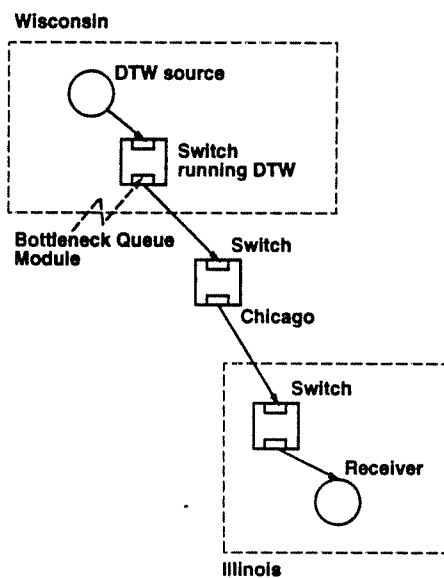 Wisconsin
DTW source
Switch
running DTW
Bottleneck Queue
Module
Switch
Chicago
Switch
Receiver
Illinois